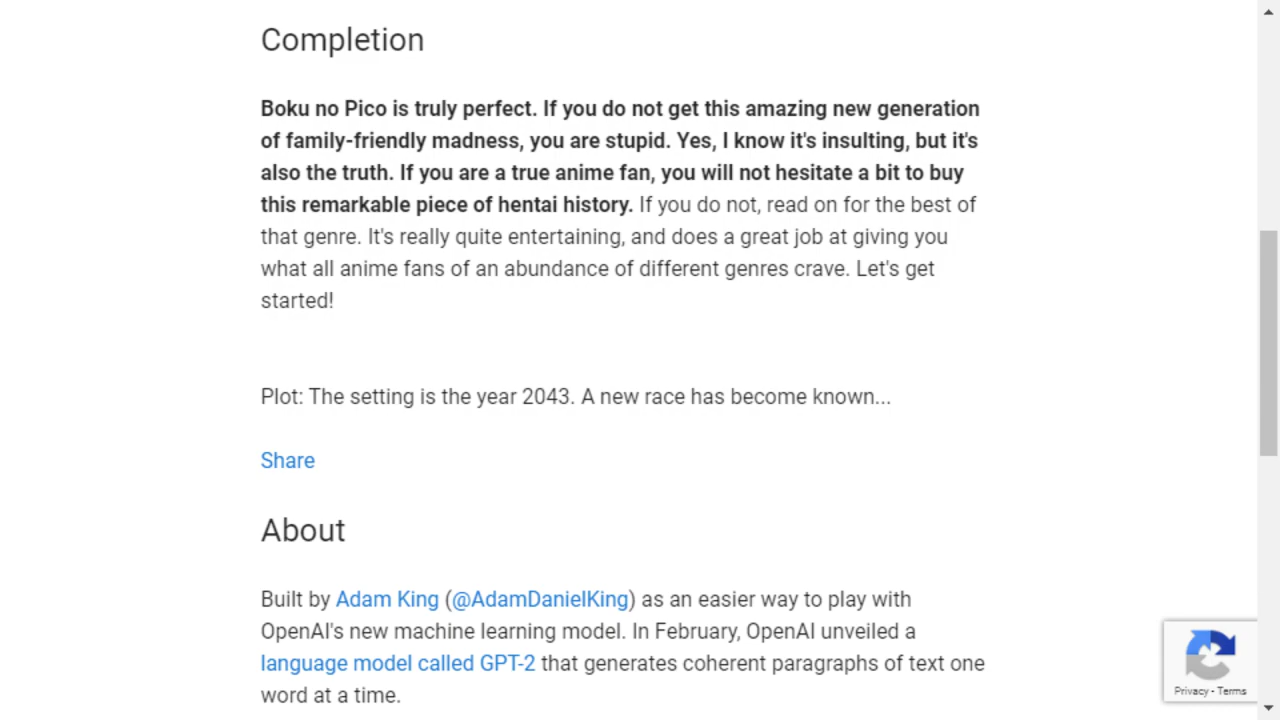 Completion
Boku no Pico is truly perfect. If you do not get this amazing new generation
of family-friendly madness, you are stupid. Yes, I know it's insulting, but it's
also the truth. If you are a true anime fan, you will not hesitate a bit to buy
this remarkable piece of hentai history. If you do not, read on for the best of
that genre. It's really quite entertaining, and does a great job at giving you
what all anime fans of an abundance of different genres crave. Let's get
started!
Plot: The setting is the year 2043. A new race has become known...
Share
About
Built by Adam King (@AdamDanielKing) as an easier way to play with
OpenAI's new machine learning model. In February, OpenAI unveiled a
language model called GPT-2 that generates coherent paragraphs of text one
word at a time.
Privacy - Terms